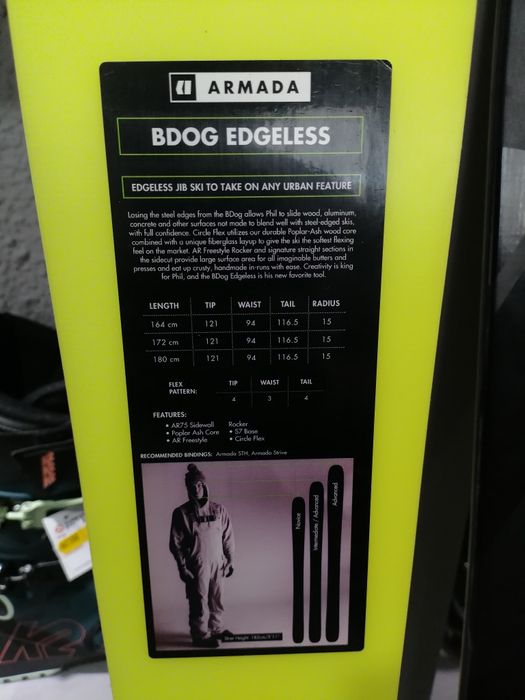 ARMADA
BDOG EDGELESS
EDGELESS JIB SKI TO TAKE ON ANY URBAN FEATURE
Losing the steel edges from the BDog allows Phil to slide wood, aluminum,
concrete and other surfaces not made to blend well with steel-edged skis,
with full confidence. Circle Flex utilizes our durable Poplar-Ash wood core
combined with a unique fiberglass layup to give the ski the softest flexing
feel on the market. AR Freestyle Rocker and signature straight sections in
the sidecut provide large surface area for all imaginable butters and
presses and eat up crusty, handmade in-runs with ease. Creativity is king
for Phil, and the BDog Edgeless is his new favorite tool.
LENGTH TIP WAIST TAIL RADIUS
164 cm 121 94 116.5 15
172 cm 121 94 116.5 15
180 cm 121 94 116.5 15
FLEX PATTERN: TIP WAIST TAIL
4 3 4
FEATURES:
• AR75 Sidewall Rocker
• Poplar Ash Core • S7 Base
• AR Freestyle • Circle Flex
RECOMMENDED BINDINGS: Armada STH, Armada Strive
Novice
Intermediate / Advanced
Advanced
Skier Height: 180cm/5'11"
K2